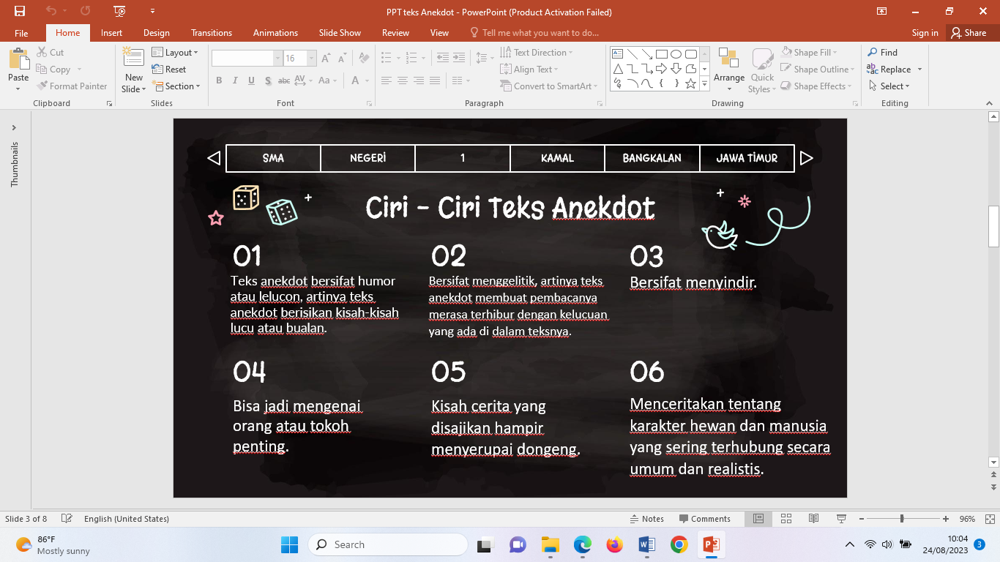 PPT teks Anekdot - PowerPoint (Product Activation Failed)
File Home Insert Design Transitions Animations Slide Show Review View Tell me what you want to do... Sign in Share
Paste
Cut
Copy
Format Painter
Clipboard
New Slide
Layout
Reset
Section
Slides
16
B I U S abc AV Aa A
Font
Text Direction
Align Text
Convert to SmartArt
Paragraph
Arrange
Quick Styles
Shape Fill
Shape Outline
Shape Effects
Drawing
Find
Replace
Select
Editing
Thumbnails
SMA NEGERI 1 KAMAL BANGKALAN JAWA TIMUR
Ciri - Ciri Teks Anekdot
01
Teks anekdot bersifat humor
atau lelucon, artinya teks
anekdot berisikan kisah-kisah
lucu atau bualan.
02
Bersifat menggelitik, artinya teks
anekdot membuat pembacanya
merasa terhibur dengan kelucuan
yang ada di dalam teksnya.
03
Bersifat menyindir.
04
Bisa jadi mengenai
orang atau tokoh
penting.
05
Kisah cerita yang
disajikan hampir
menyerupai dongeng.
06
Menceritakan tentang
karakter hewan dan manusia
yang sering terhubung secara
umum dan realistis.
Slide 3 of 8 English (United States) Notes Comments 96%
86°F
Mostly sunny
Search
10:04
24/08/2023
3